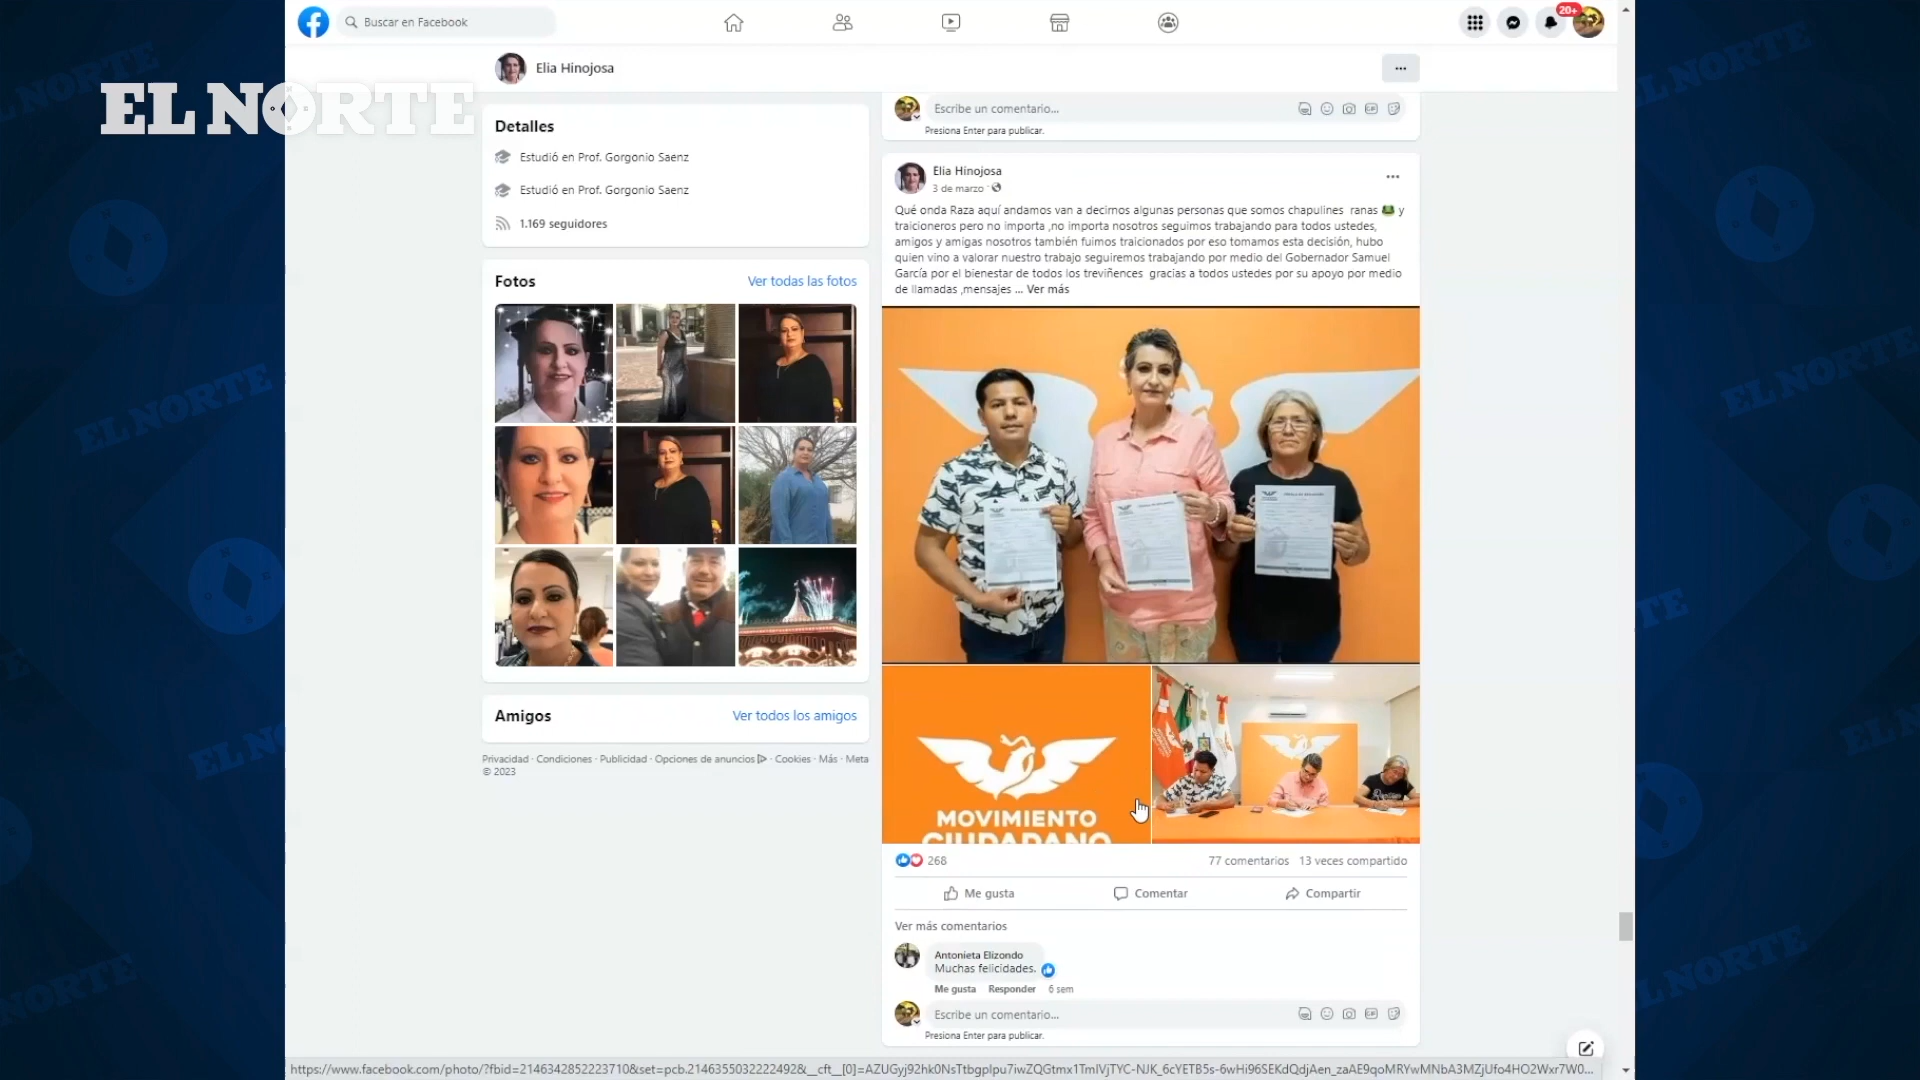 Buscar en Facebook
20+
Elia Hinojosa
EL NORTE
Detalles
Estudió en Prof. Gorgonio Saenz
Estudió en Prof. Gorgonio Saenz
1.169 seguidores
Fotos
Ver todas las fotos
Amigos
Ver todos los amigos
Privacidad · Condiciones · Publicidad · Opciones de anuncios · Cookies · Más · Meta
© 2023
Escribe un comentario...
Presiona Enter para publicar.
Elia Hinojosa
3 de marzo ·
Qué onda Raza aquí andamos van a decirnos algunas personas que somos chapulines ranas 🐸 y
traicioneros pero no importa ,no importa nosotros seguimos trabajando para todos ustedes,
amigos y amigas nosotros también fuimos traicionados por eso tomamos esta decisión, hubo
quien vino a valorar nuestro trabajo seguiremos trabajando por medio del Gobernador Samuel
García por el bienestar de todos los treviñences gracias a todos ustedes por su apoyo por medio
de llamadas ,mensajes ... Ver más
MOVIMIENTO
CIUDADANO
268
77 comentarios 13 veces compartido
Me gusta Comentar Compartir
Ver más comentarios
Antonieta Elizondo
Muchas felicidades.
Me gusta Responder 6 sem
Escribe un comentario...
Presiona Enter para publicar.